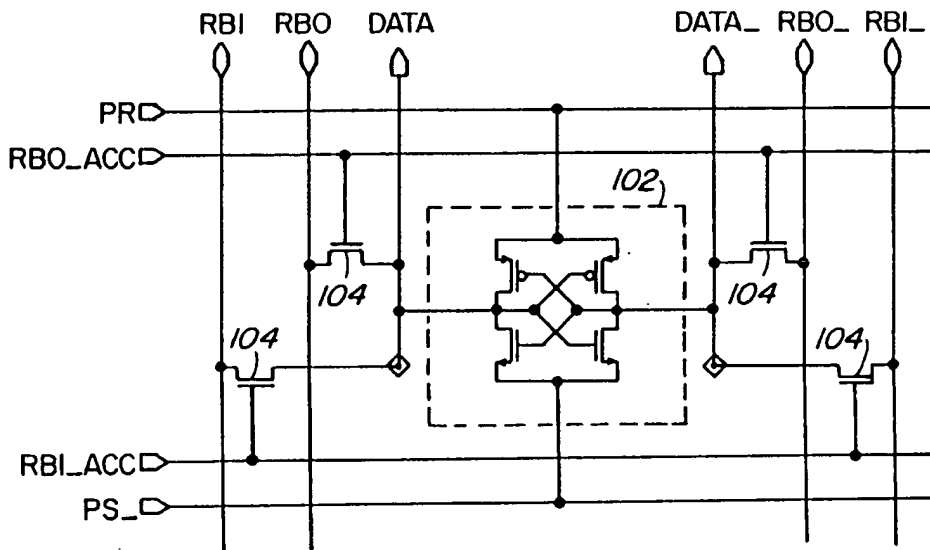 RBI RBO DATA DATA_ RBO_ RBI_
PR
RBO_ACC
102
104
104
104
104
RBI_ACC
PS_